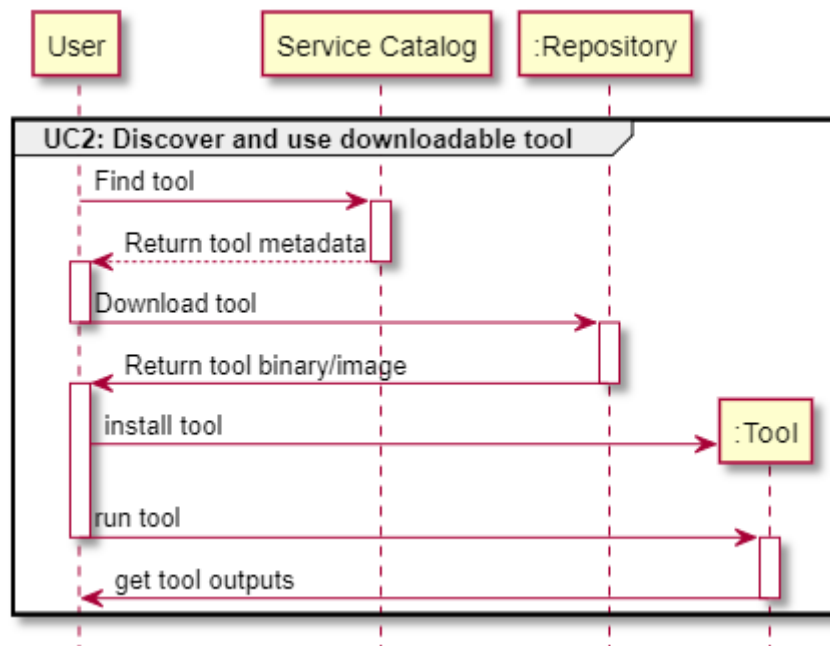 User
Service Catalog
:Repository
UC2: Discover and use downloadable tool
Find tool
Return tool metadata
Download tool
Return tool binary/image
install tool
:Tool
run tool
get tool outputs